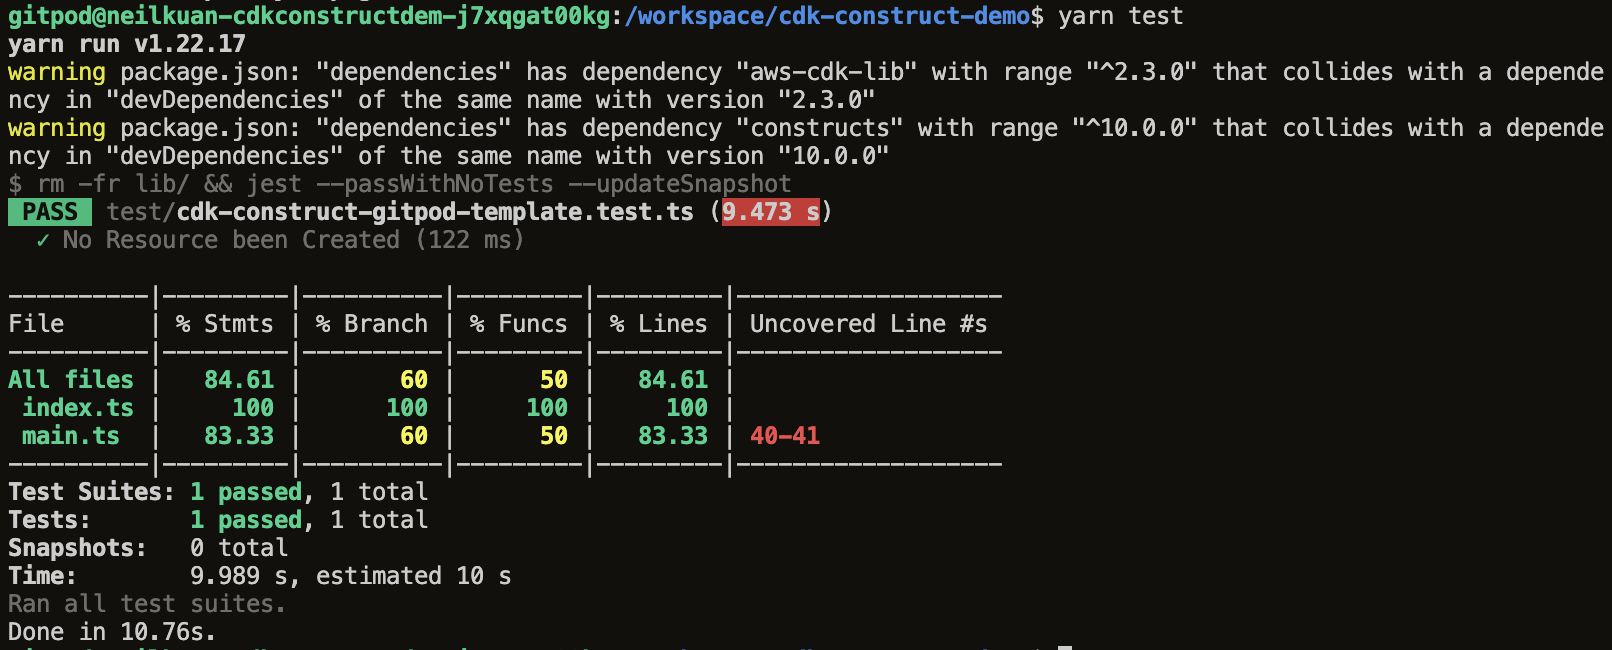 gitpod@neilkuan-cdkconstructdem-j7xqgat00kg:/workspace/cdk-construct-demo$ yarn test
yarn run v1.22.17
warning package.json: "dependencies" has dependency "aws-cdk-lib" with range "^2.3.0" that collides with a depende
ncy in "devDependencies" of the same name with version "2.3.0"
warning package.json: "dependencies" has dependency "constructs" with range "^10.0.0" that collides with a depende
ncy in "devDependencies" of the same name with version "10.0.0"
$ rm -fr lib/ && jest --passWithNoTests --updateSnapshot
PASS test/cdk-construct-gitpod-template.test.ts (9.473 s)
✓ No Resource been Created (122 ms)
----------|---------|----------|---------|---------|-------------------
File      | % Stmts | % Branch | % Funcs | % Lines | Uncovered Line #s
----------|---------|----------|---------|---------|-------------------
All files |   84.61 |       60 |      50 |   84.61 |
 index.ts |     100 |      100 |     100 |     100 |
 main.ts  |   83.33 |       60 |      50 |   83.33 | 40-41
----------|---------|----------|---------|---------|-------------------
Test Suites: 1 passed, 1 total
Tests:       1 passed, 1 total
Snapshots:   0 total
Time:        9.989 s, estimated 10 s
Ran all test suites.
Done in 10.76s.